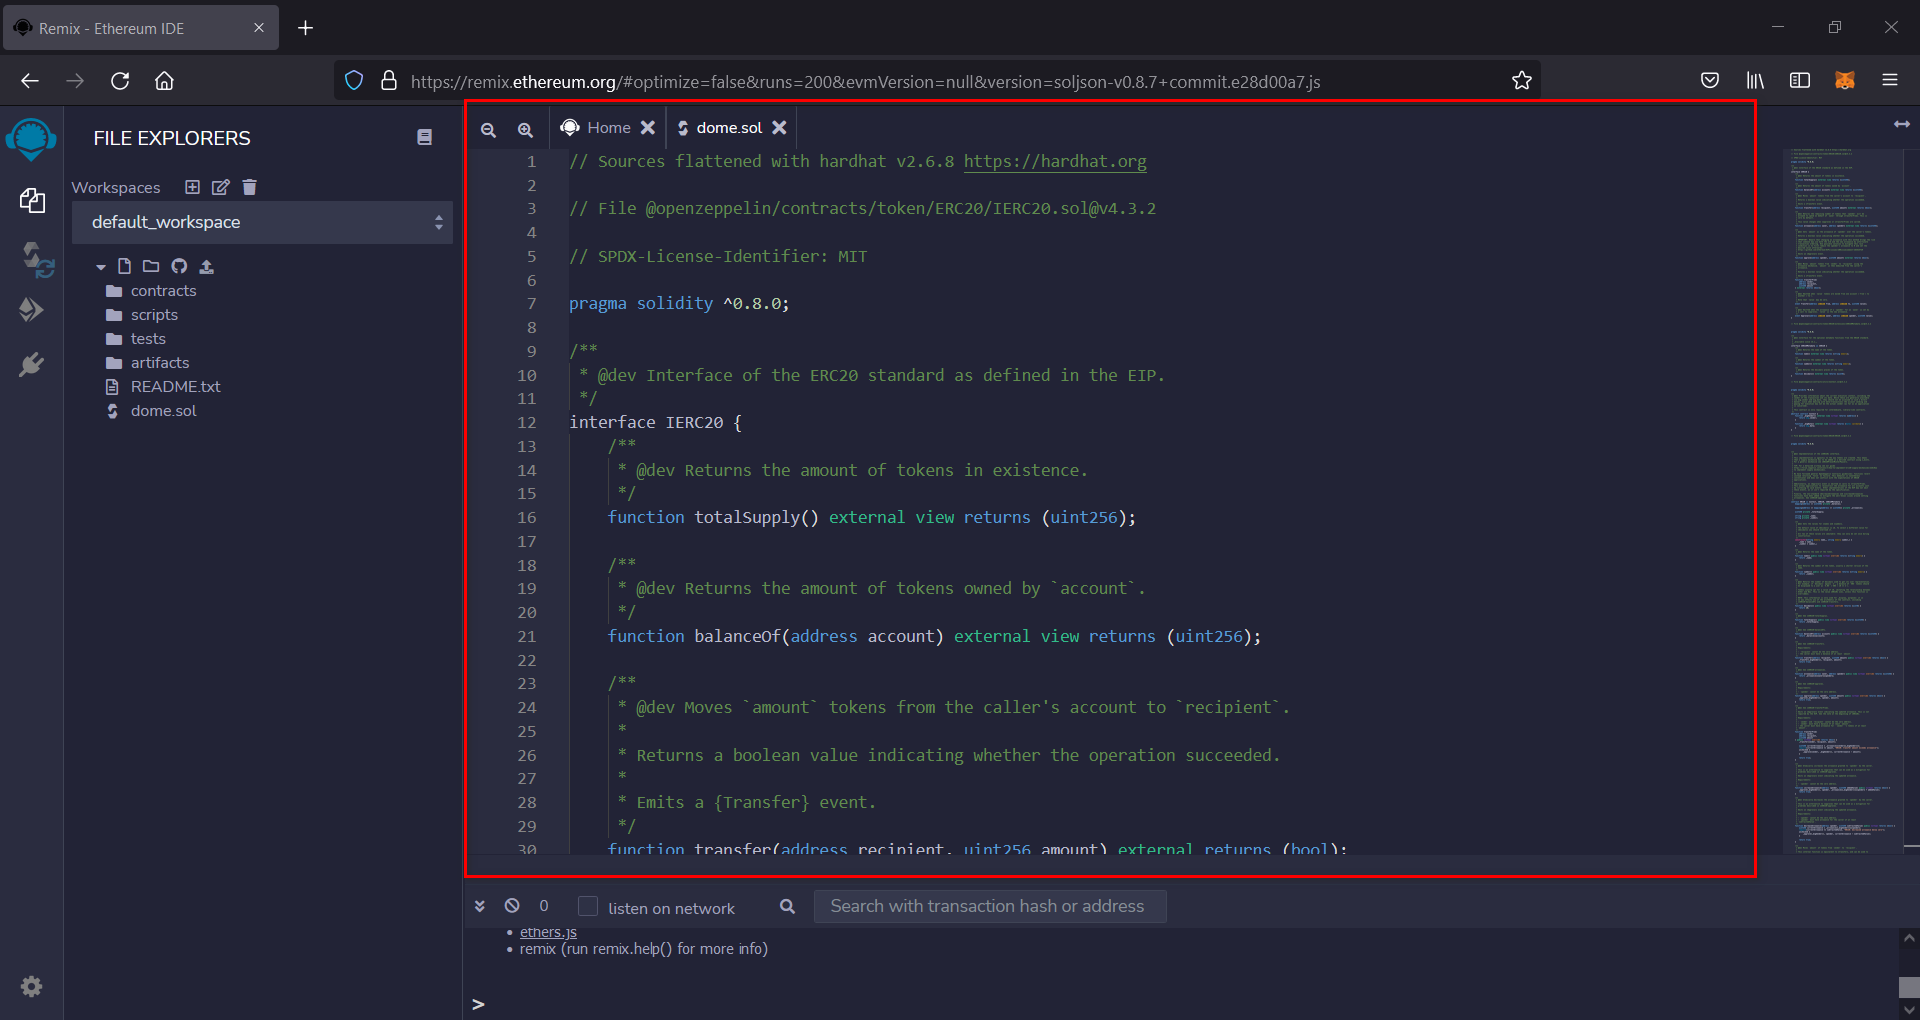 Remix - Ethereum IDE
https://remix.ethereum.org/#optimize=false&runs=200&evmVersion=null&version=soljson-v0.8.7+commit.e28d00a7.js
FILE EXPLORERS
Workspaces
default_workspace
contracts
scripts
tests
artifacts
README.txt
dome.sol
Home
dome.sol
1 // Sources flattened with hardhat v2.6.8 https://hardhat.org
2
3 // File @openzeppelin/contracts/token/ERC20/IERC20.sol@v4.3.2
4
5 // SPDX-License-Identifier: MIT
6
7 pragma solidity ^0.8.0;
8
9 /**
10 * @dev Interface of the ERC20 standard as defined in the EIP.
11 */
12 interface IERC20 {
13 /**
14 * @dev Returns the amount of tokens in existence.
15 */
16 function totalSupply() external view returns (uint256);
17
18 /**
19 * @dev Returns the amount of tokens owned by `account`.
20 */
21 function balanceOf(address account) external view returns (uint256);
22
23 /**
24 * @dev Moves `amount` tokens from the caller's account to `recipient`.
25 *
26 * Returns a boolean value indicating whether the operation succeeded.
27 *
28 * Emits a {Transfer} event.
29 */
30 function transfer(address recipient, uint256 amount) external returns (bool);
0
listen on network
Search with transaction hash or address
• ethers.js
• remix (run remix.help() for more info)
>